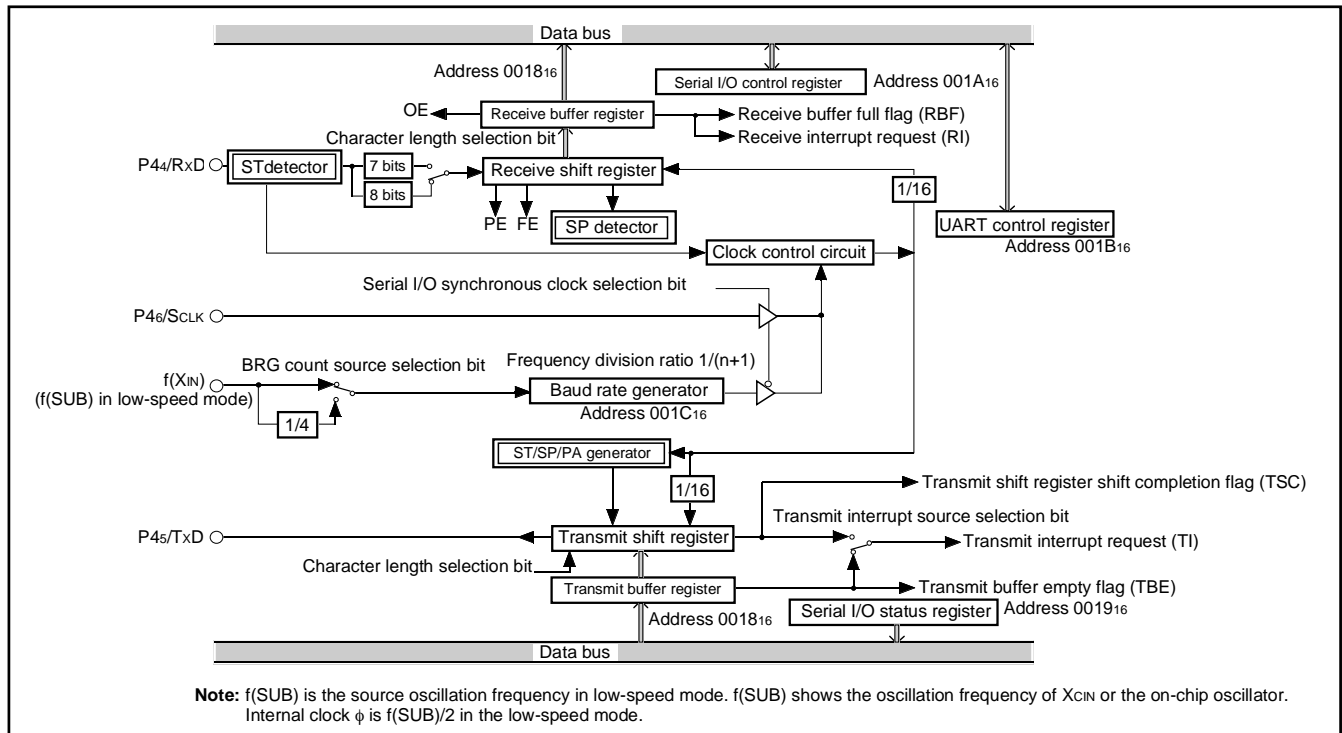 Data bus
Address 001816
Serial I/O control register
Address 001A16
OE
Receive buffer register
Receive buffer full flag (RBF)
Receive interrupt request (RI)
Character length selection bit
P44/RXD
STdetector
7 bits
8 bits
Receive shift register
1/16
PE
FE
SP detector
UART control register
Address 001B16
Clock control circuit
Serial I/O synchronous clock selection bit
P46/SCLK
BRG count source selection bit
Frequency division ratio 1/(n+1)
f(XIN)
(f(SUB) in low-speed mode)
Baud rate generator
Address 001C16
1/4
ST/SP/PA generator
1/16
Transmit shift register shift completion flag (TSC)
Transmit interrupt source selection bit
P45/TXD
Transmit shift register
Transmit interrupt request (TI)
Character length selection bit
Transmit buffer register
Transmit buffer empty flag (TBE)
Address 001816
Serial I/O status register
Address 001916
Data bus
Note: f(SUB) is the source oscillation frequency in low-speed mode. f(SUB) shows the oscillation frequency of XCIN or the on-chip oscillator.
Internal clock ϕ is f(SUB)/2 in the low-speed mode.